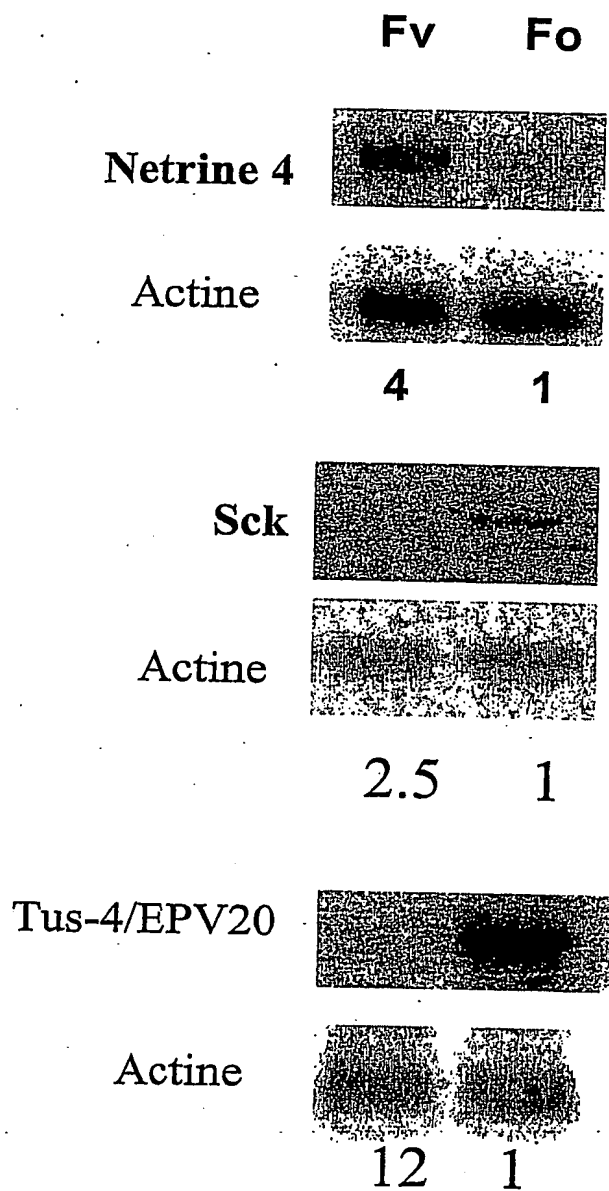 Fv Fo
Netrine 4
Actine
4 1
Sck
Actine
2.5 1
Tus-4/EPV20
Actine
12 1